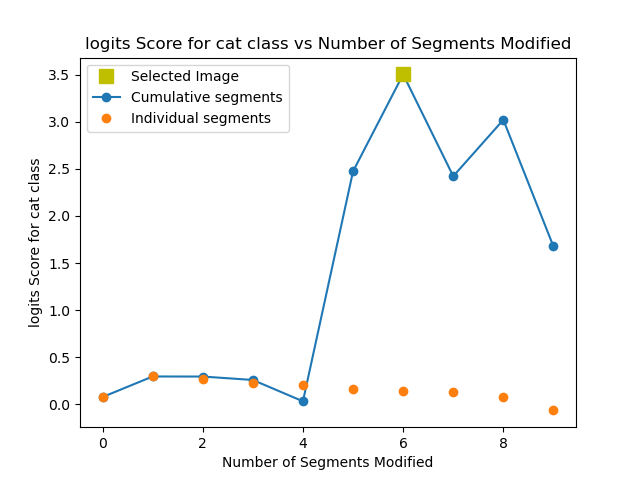 logits Score for cat class vs Number of Segments Modified
Selected Image
Cumulative segments
Individual segments
logits Score for cat class
3.5
3.0
2.5
2.0
1.5
1.0
0.5
0.0
0 2 4 6 8
Number of Segments Modified